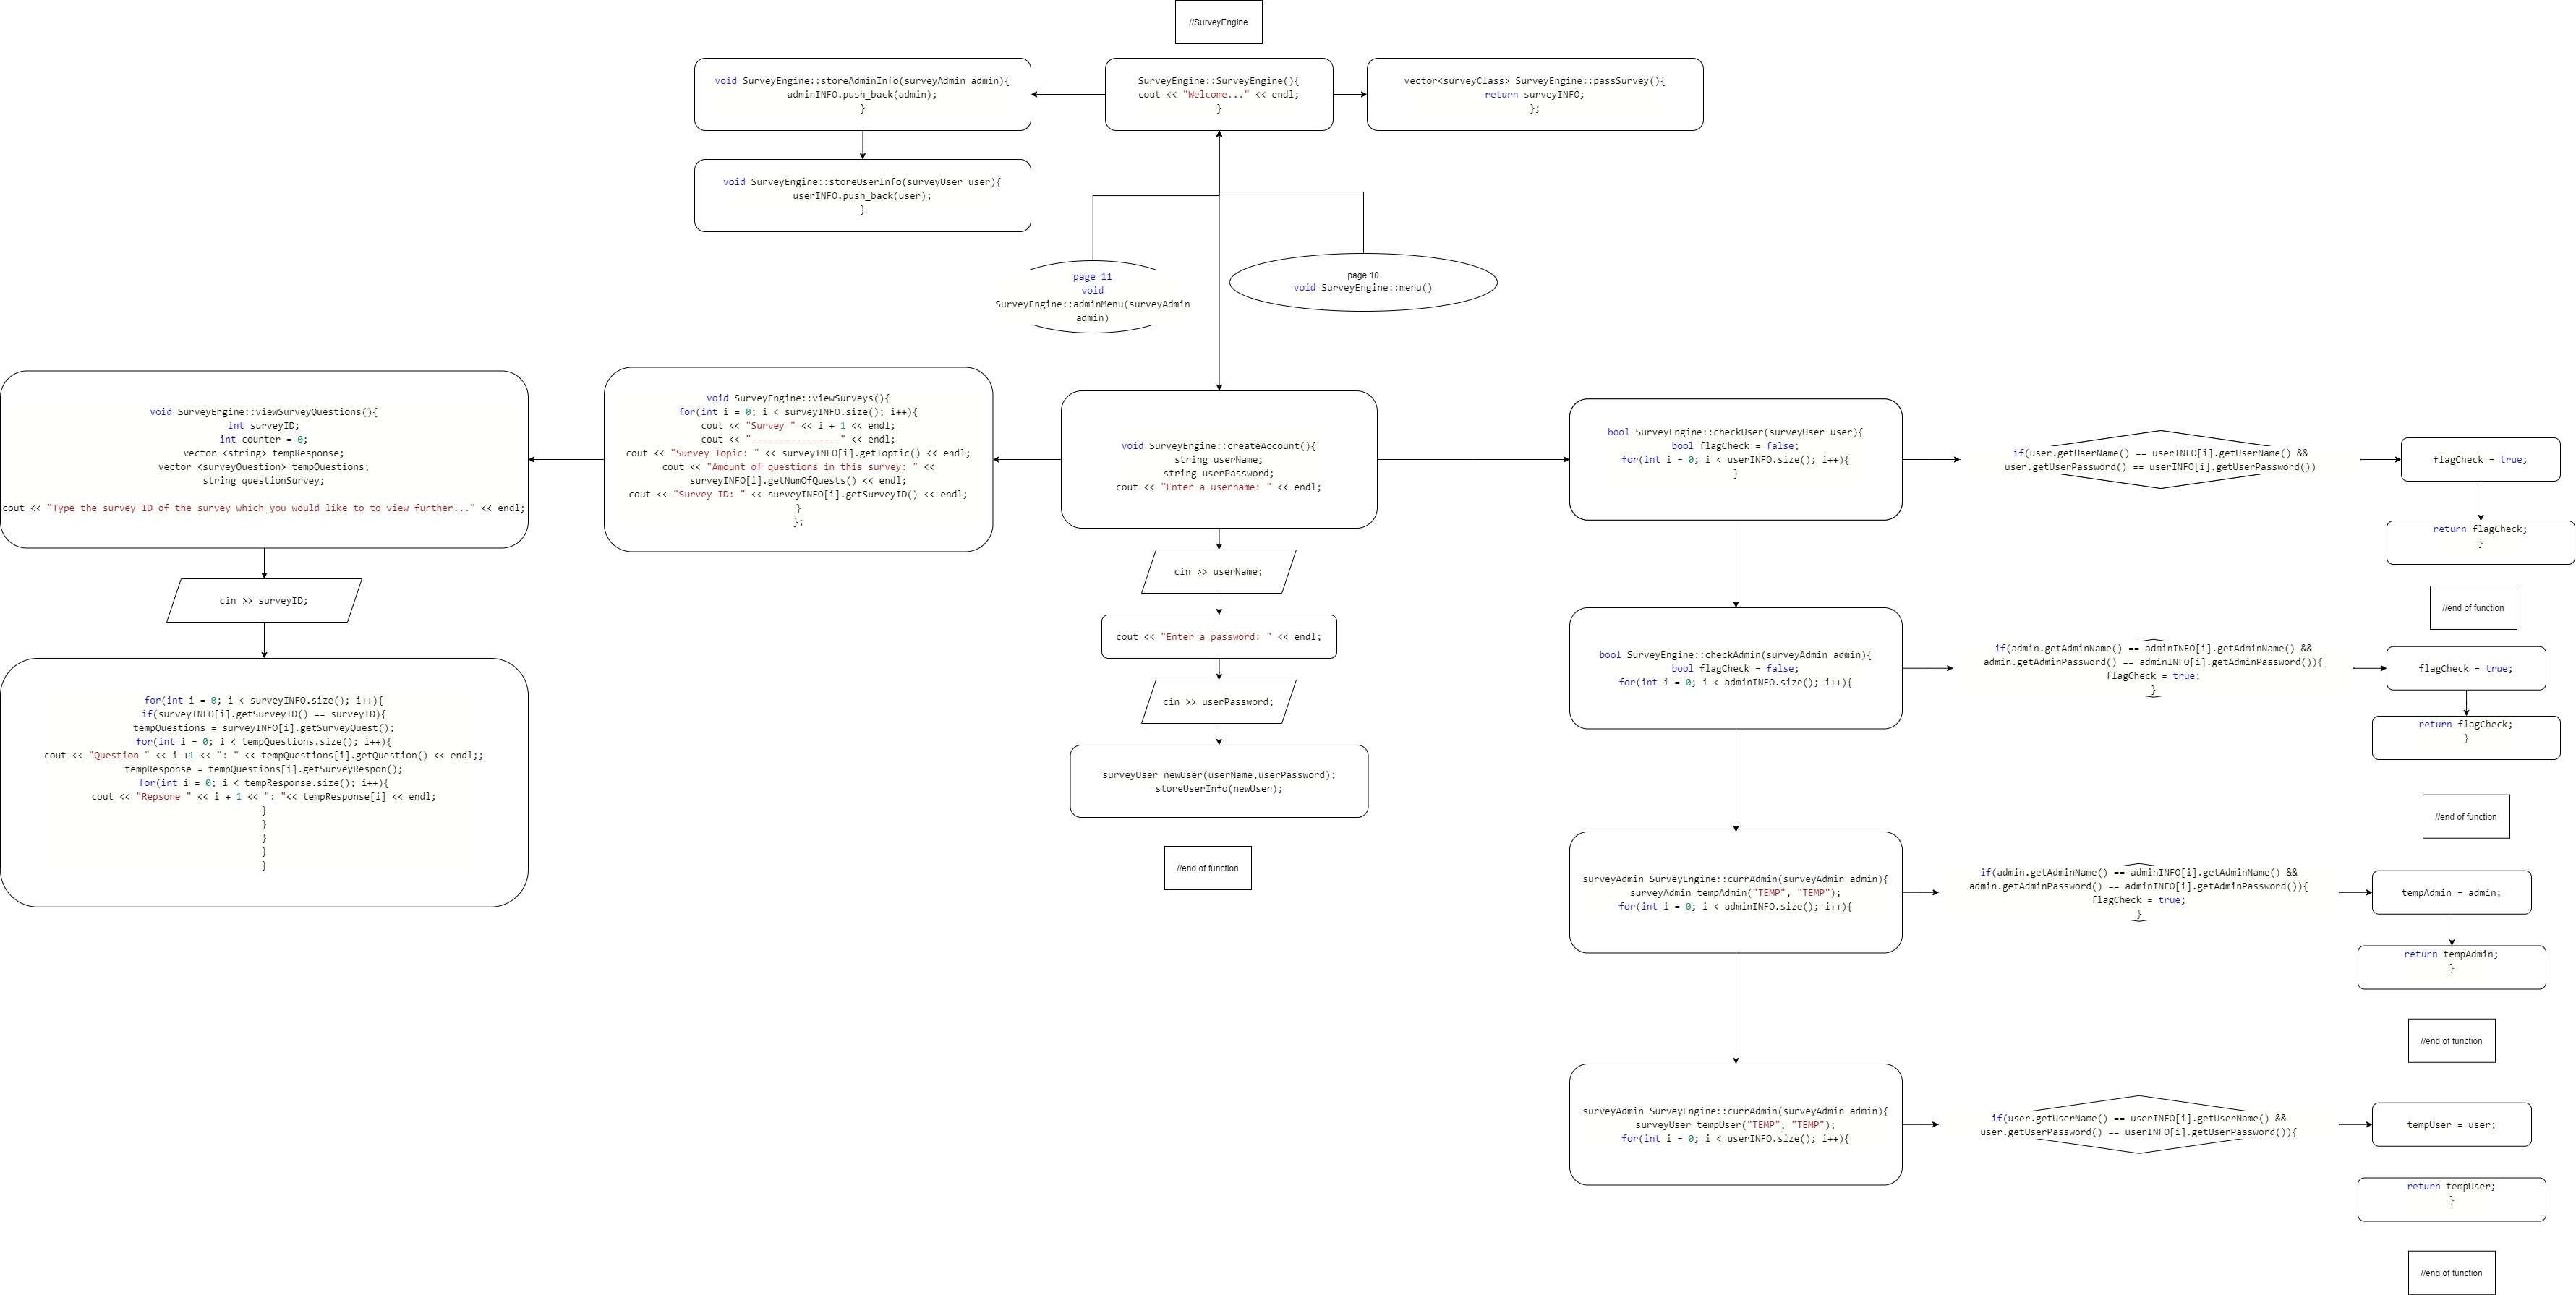 //SurveyEngine
void SurveyEngine::storeAdminInfo(surveyAdmin admin){
adminINFO.push_back(admin);
}
SurveyEngine::SurveyEngine(){
cout << "Welcome..." << endl;
}
vector<surveyClass> SurveyEngine::passSurvey(){
return surveyINFO;
};
void SurveyEngine::storeUserInfo(surveyUser user){
userINFO.push_back(user);
}
page 11
void
SurveyEngine::adminMenu(surveyAdmin
admin)
page 10
void SurveyEngine::menu()
void SurveyEngine::viewSurveyQuestions(){
int surveyID;
int counter = 0;
vector <string> tempResponse;
vector <surveyQuestion> tempQuestions;
string questionSurvey;
cout << "Type the survey ID of the survey which you would like to to view further..." << endl;
cin >> surveyID;
for(int i = 0; i < surveyINFO.size(); i++){
if(surveyINFO[i].getSurveyID() == surveyID){
tempQuestions = surveyINFO[i].getSurveyQuest();
for(int i = 0; i < tempQuestions.size(); i++){
cout << "Question " << i +1 << ": " << tempQuestions[i].getQuestion() << endl;;
tempResponse = tempQuestions[i].getSurveyRespon();
for(int i = 0; i < tempResponse.size(); i++){
cout << "Repsone " << i + 1 << ": "<< tempResponse[i] << endl;
}
}
}
}
}
void SurveyEngine::viewSurveys(){
for(int i = 0; i < surveyINFO.size(); i++){
cout << "Survey " << i + 1 << endl;
cout << "---------------" << endl;
cout << "Survey Topic: " << surveyINFO[i].getToptic() << endl;
cout << "Amount of questions in this survey: " <<
surveyINFO[i].getNumOfQuests() << endl;
cout << "Survey ID: " << surveyINFO[i].getSurveyID() << endl;
}
};
void SurveyEngine::createAccount(){
string userName;
string userPassword;
cout << "Enter a username: " << endl;
cin >> userName;
cout << "Enter a password: " << endl;
cin >> userPassword;
surveyUser newUser(userName,userPassword);
storeUserInfo(newUser);
//end of function
bool SurveyEngine::checkUser(surveyUser user){
bool flagCheck = false;
for(int i = 0; i < userINFO.size(); i++){
}
if(user.getUserName() == userINFO[i].getUserName() &&
user.getUserPassword() == userINFO[i].getUserPassword())
flagCheck = true;
return flagCheck;
}
//end of function
bool SurveyEngine::checkAdmin(surveyAdmin admin){
bool flagCheck = false;
for(int i = 0; i < adminINFO.size(); i++){
if(admin.getAdminName() == adminINFO[i].getAdminName() &&
admin.getAdminPassword() == adminINFO[i].getAdminPassword()){
flagCheck = true;
}
flagCheck = true;
return flagCheck;
}
//end of function
surveyAdmin SurveyEngine::currAdmin(surveyAdmin admin){
surveyAdmin tempAdmin("TEMP", "TEMP");
for(int i = 0; i < adminINFO.size(); i++){
if(admin.getAdminName() == adminINFO[i].getAdminName() &&
admin.getAdminPassword() == adminINFO[i].getAdminPassword()){
flagCheck = true;
}
tempAdmin = admin;
return tempAdmin;
}
//end of function
surveyAdmin SurveyEngine::currAdmin(surveyAdmin admin){
surveyUser tempUser("TEMP", "TEMP");
for(int i = 0; i < userINFO.size(); i++){
if(user.getUserName() == userINFO[i].getUserName() &&
user.getUserPassword() == userINFO[i].getUserPassword()){
tempUser = user;
return tempUser;
}
//end of function